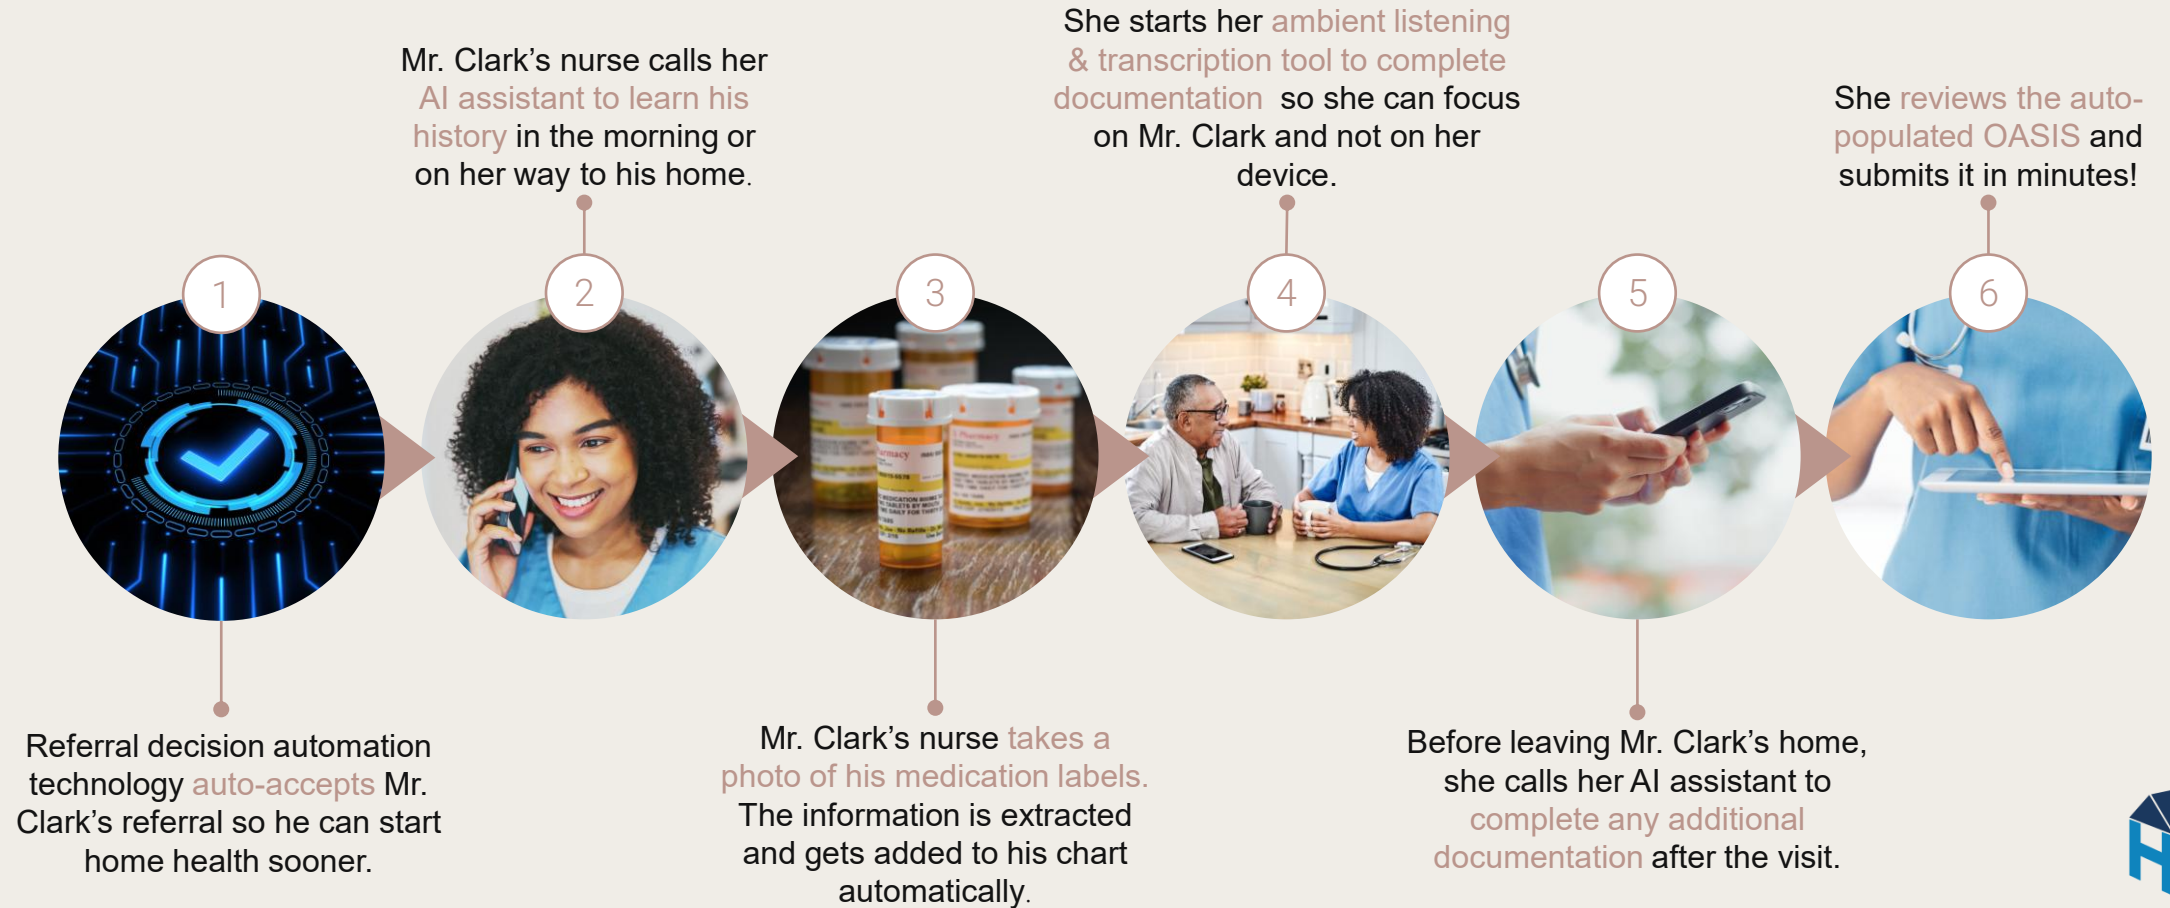 1
Referral decision automation
technology auto-accepts Mr.
Clark’s referral so he can start
home health sooner.
Mr. Clark’s nurse calls her
AI assistant to learn his
history in the morning or
on her way to his home.
2
3
Pharmacy
Mr. Clark’s nurse takes a
photo of his medication labels.
The information is extracted
and gets added to his chart
automatically.
She starts her ambient listening
& transcription tool to complete
documentation so she can focus
on Mr. Clark and not on her
device.
4
5
Before leaving Mr. Clark’s home,
she calls her AI assistant to
complete any additional
documentation after the visit.
She reviews the auto-
populated OASIS and
submits it in minutes!
6
H